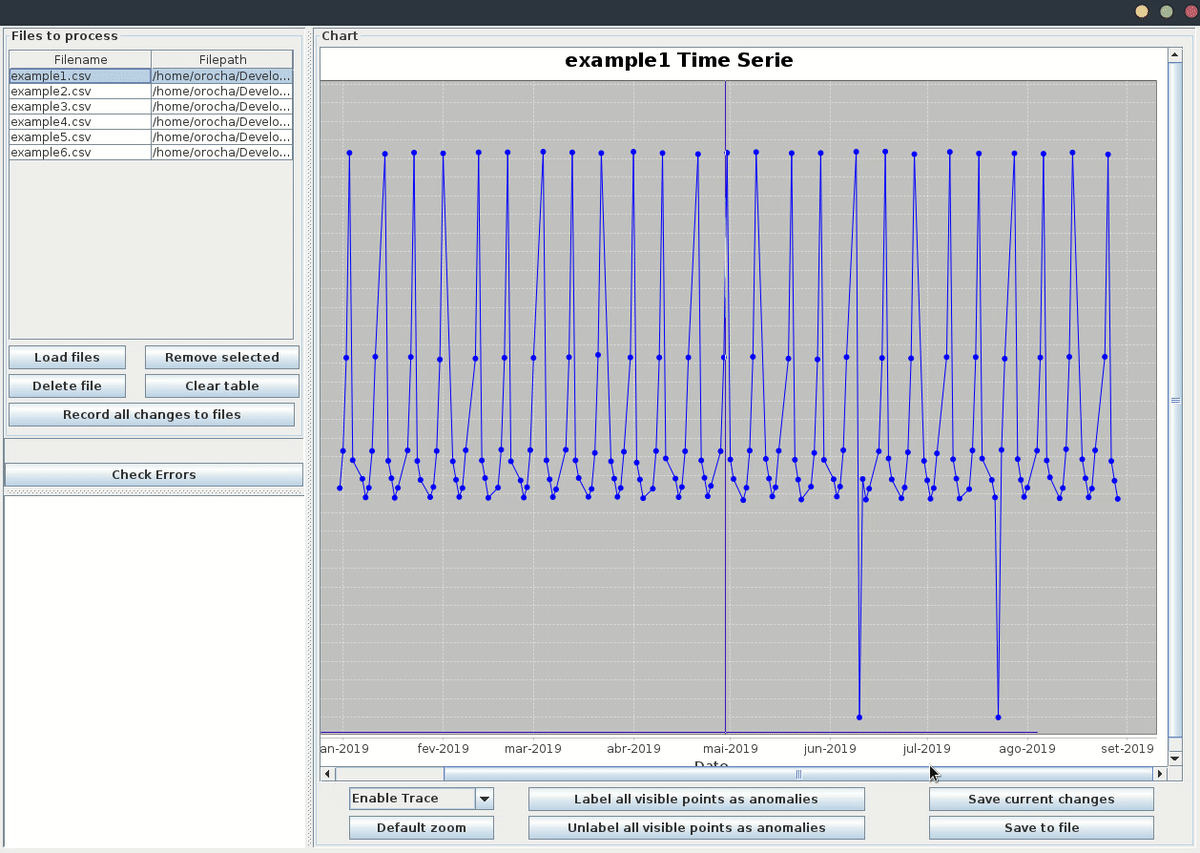 Files to process
Filename Filepath
example1.csv /home/orocha/Develo...
example2.csv /home/orocha/Develo...
example3.csv /home/orocha/Develo...
example4.csv /home/orocha/Develo...
example5.csv /home/orocha/Develo...
example6.csv /home/orocha/Develo...
Load files Remove selected
Delete file Clear table
Record all changes to files
Check Errors
Chart
example1 Time Serie
an-2019 fev-2019 mar-2019 abr-2019 mai-2019 jun-2019 jul-2019 ago-2019 set-2019
Date
Enable Trace Label all visible points as anomalies Save current changes
Default zoom Unlabel all visible points as anomalies Save to file